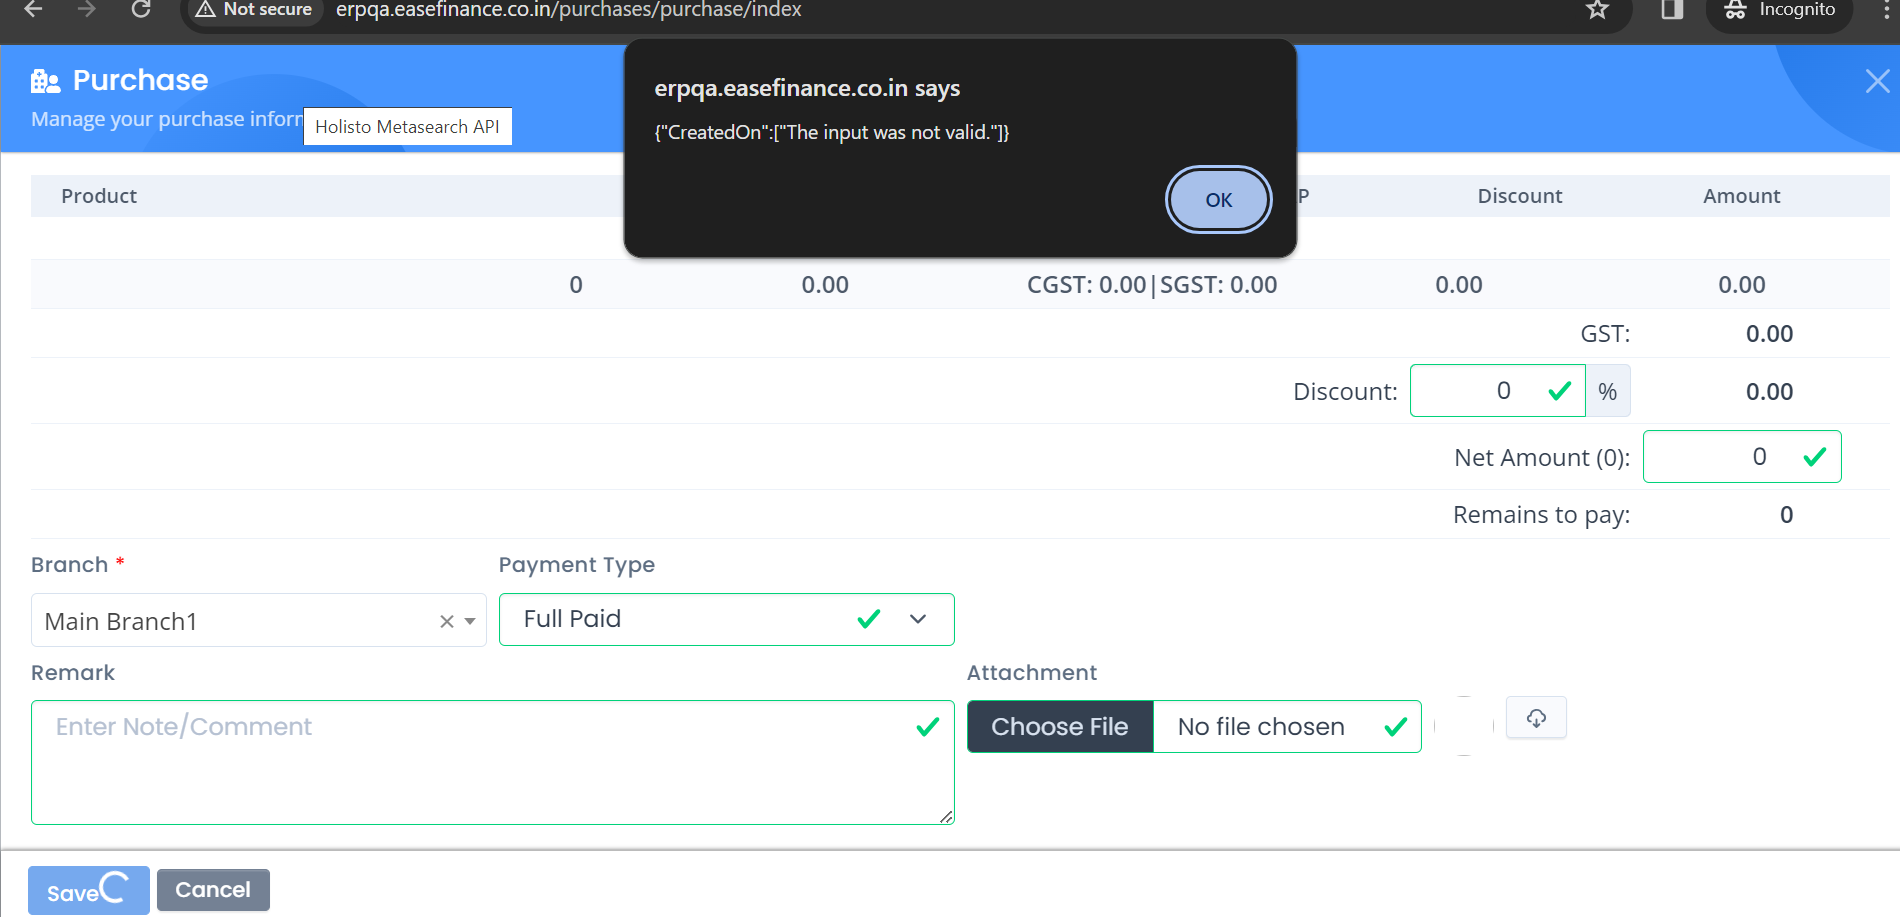 Not secure
erpqa.easefinance.co.in/purchases/purchase/index
Incognito
Purchase
Manage your purchase inforr
Holisto Metasearch API
erpqa.easefinance.co.in says
{"CreatedOn":["The input was not valid."]}
OK
Product
P
Discount
Amount
0
0.00
CGST: 0.00|SGST: 0.00
0.00
0.00
GST:
0.00
Discount:
0
%
0.00
Net Amount (0):
0
Remains to pay:
0
Branch *
Payment Type
Main Branch1
Full Paid
Remark
Attachment
Enter Note/Comment
Choose File
No file chosen
Save
Cancel